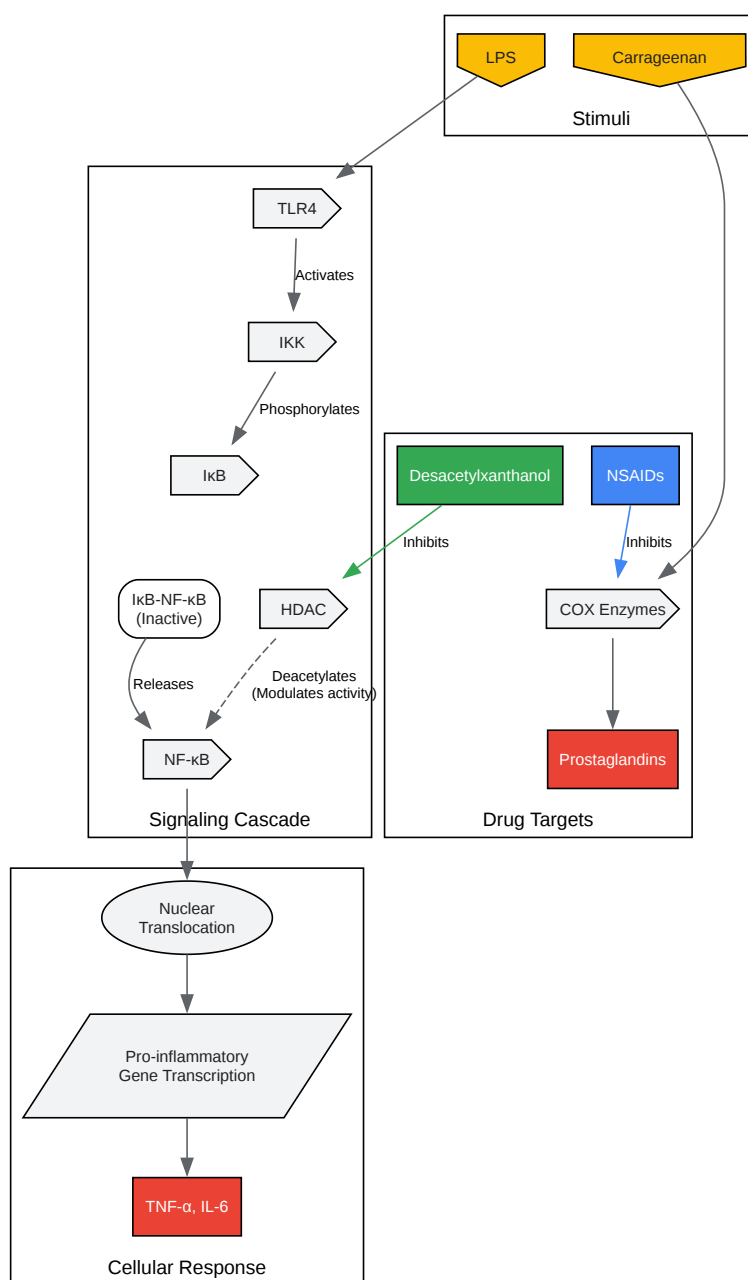 LPS
Carrageenan
Stimuli
TLR4
Activates
IKK
Phosphorylates
IκB
Desacetylxanthanol
NSAIDs
Inhibits
Inhibits
IκB-NF-κB
(Inactive)
HDAC
COX Enzymes
Releases
Deacetylates
(Modulates activity)
NF-κB
Prostaglandins
Signaling Cascade
Drug Targets
Nuclear
Translocation
Pro-inflammatory
Gene Transcription
TNF-α, IL-6
Cellular Response